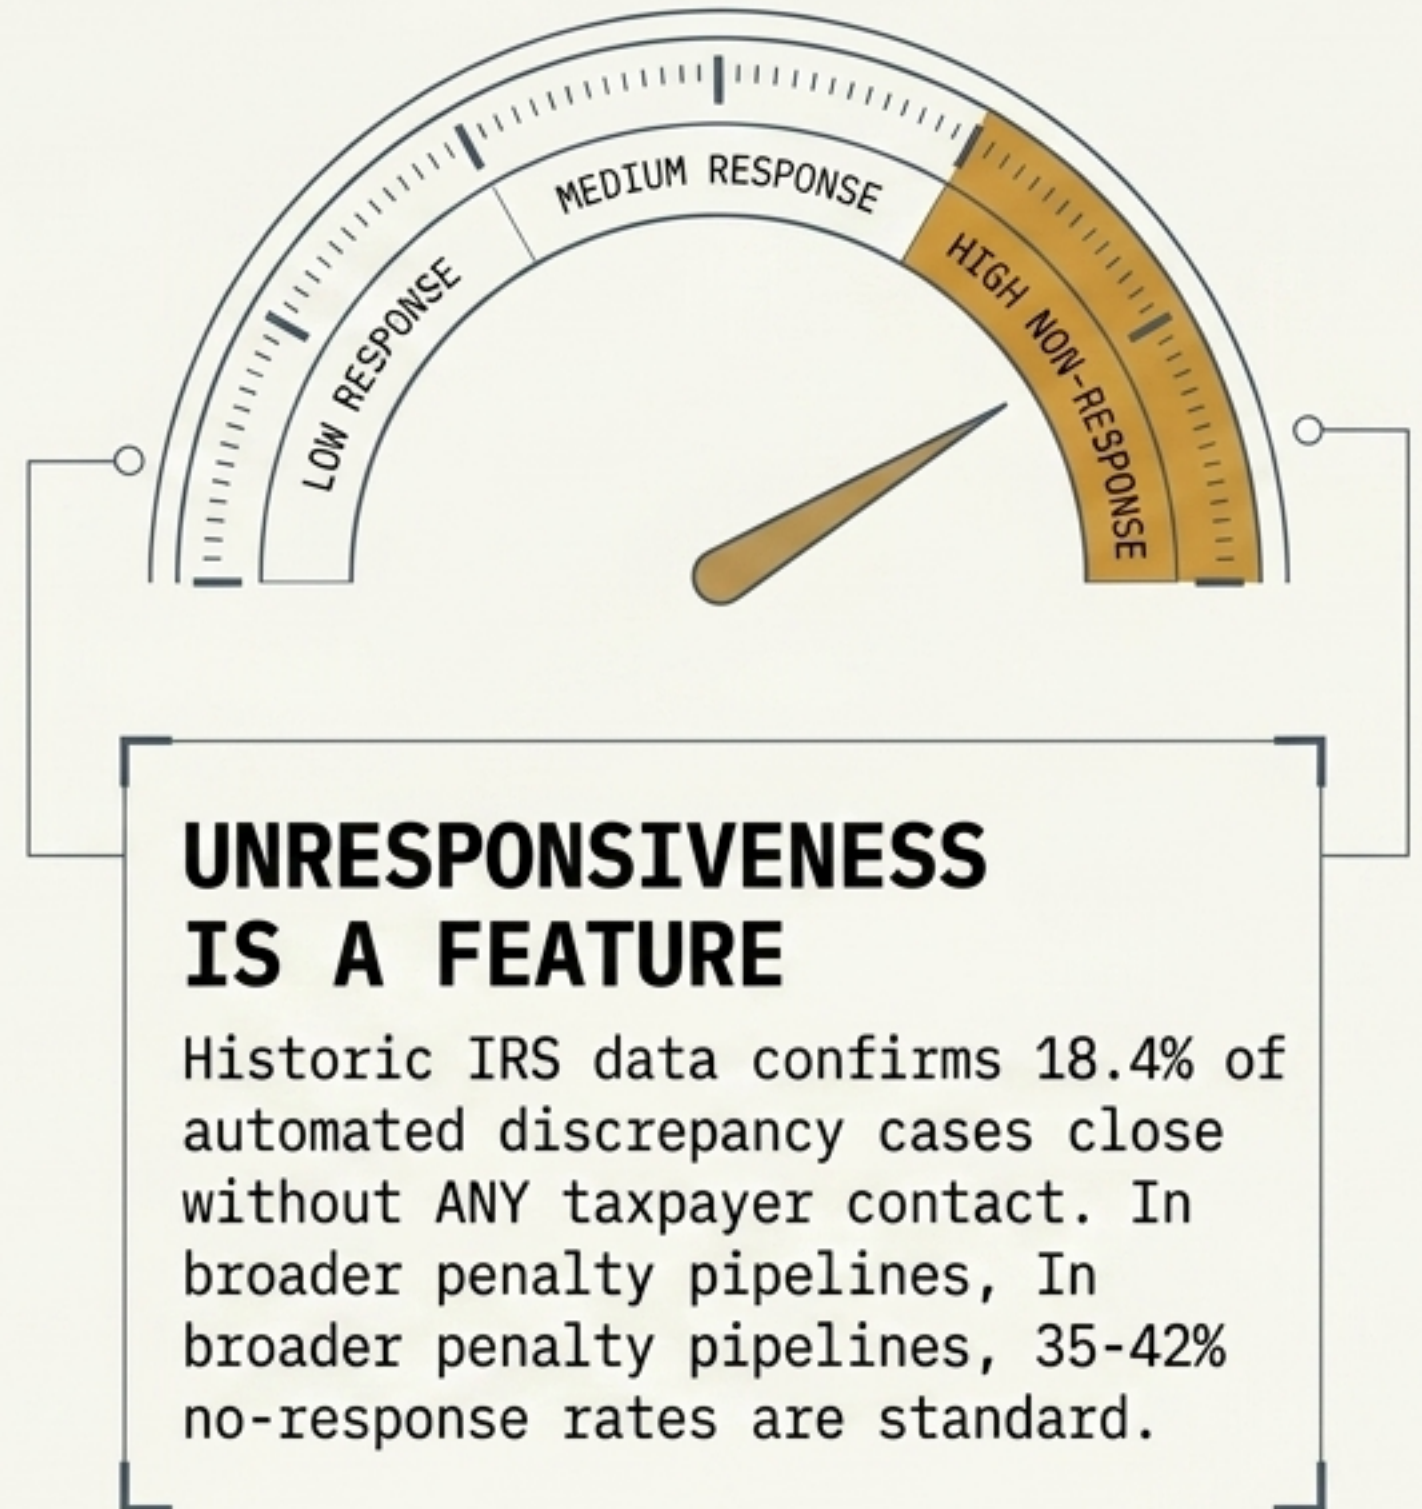 LOW RESPONSE
MEDIUM RESPONSE
HIGH NON-RESPONSE
UNRESPONSIVENESS
IS A FEATURE
Historic IRS data confirms 18.4% of
automated discrepancy cases close
without ANY taxpayer contact. In
broader penalty pipelines, In
broader penalty pipelines, 35-42%
no-response rates are standard.